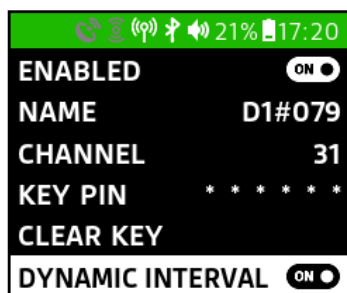 21% 17:20
ENABLED ON
NAME D1#079
CHANNEL 31
KEY PIN * * * * * *
CLEAR KEY
DYNAMIC INTERVAL ON